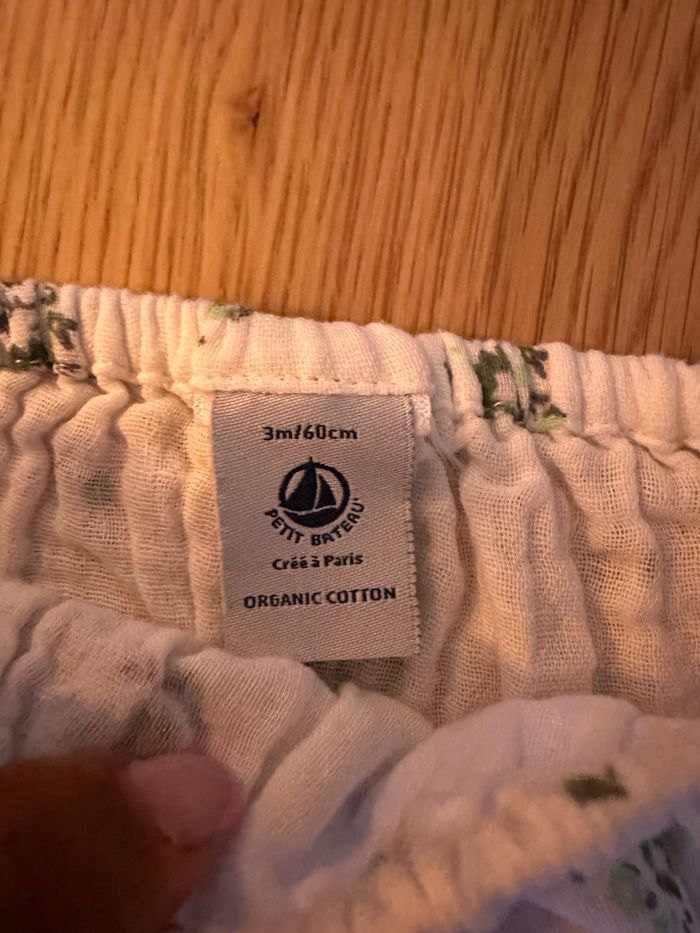 3m/60cm
PETIT BATEAU
Créé à Paris
ORGANIC COTTON